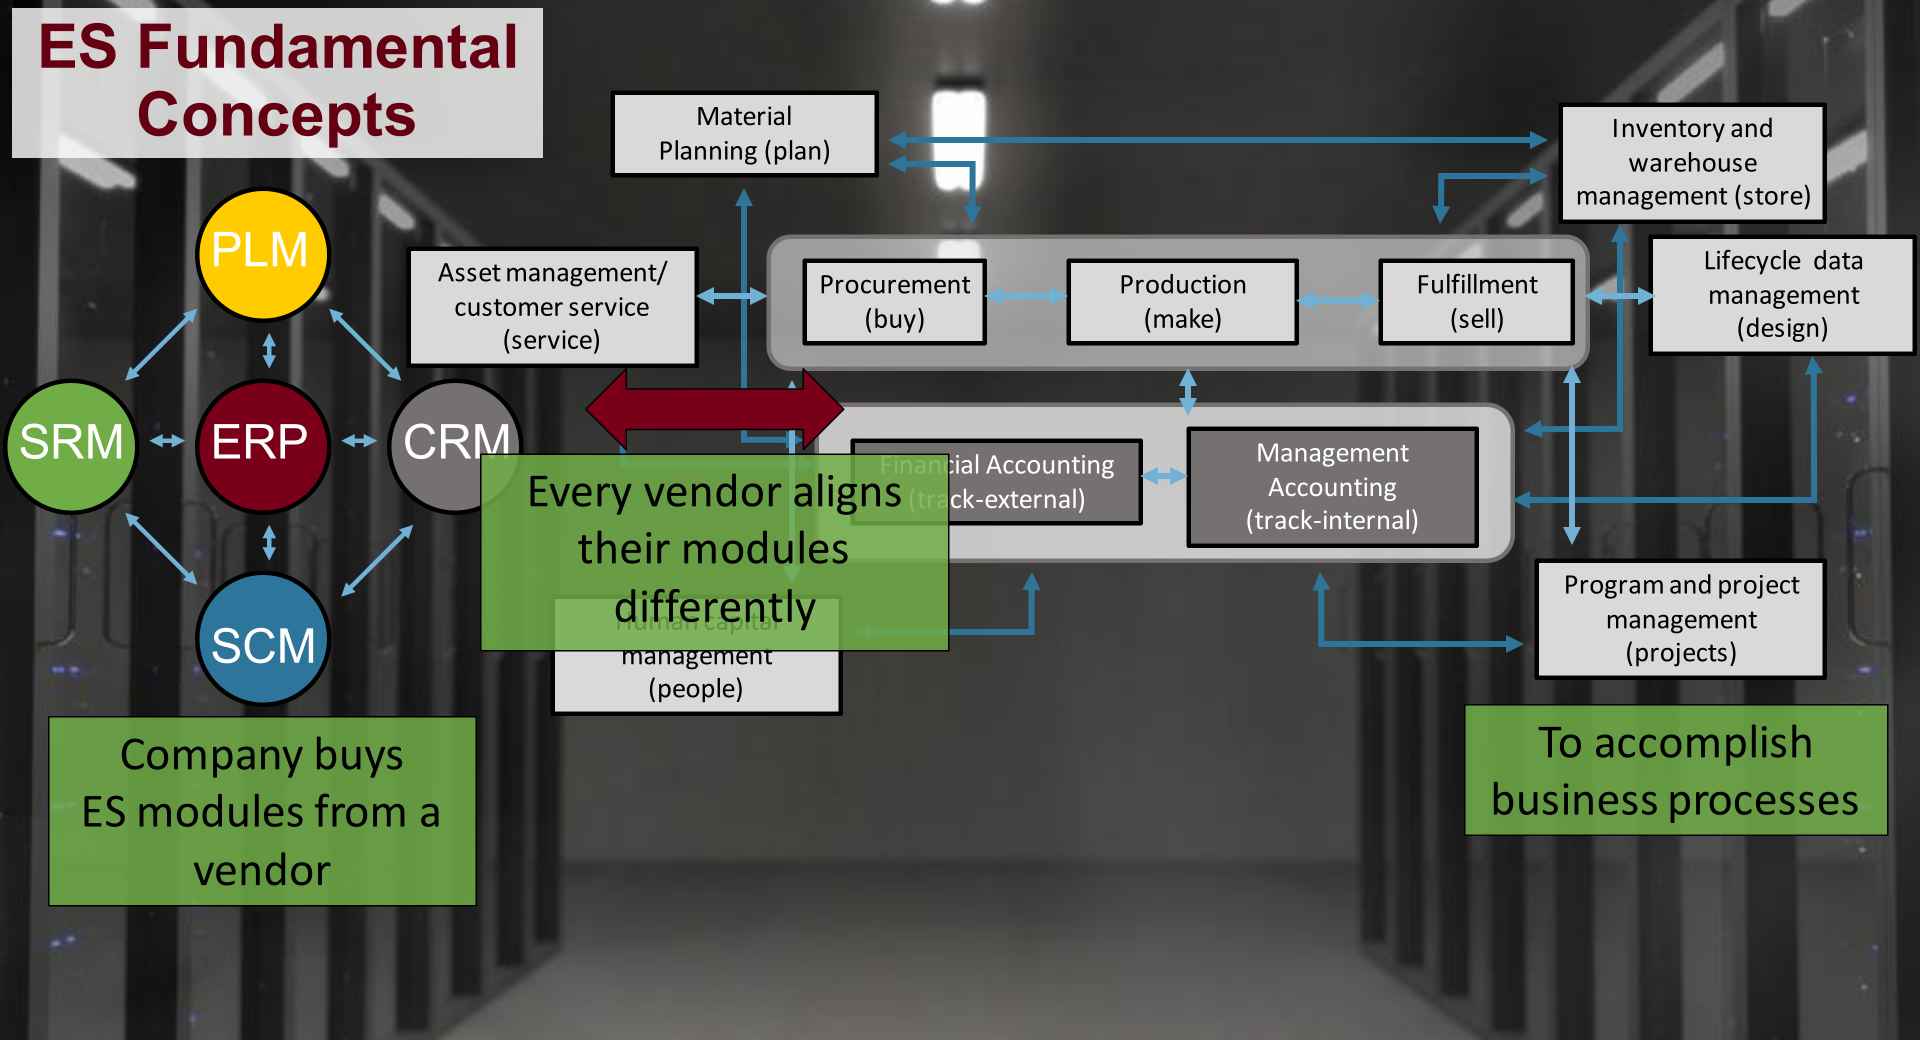 ES Fundamental
Concepts
PLM
SRM
ERP
CRM
SCM
Company buys
ES modules from a
vendor
Material
Planning (plan)
Inventory and
warehouse
management (store)
Asset management/
customer service
(service)
Procurement
(buy)
Production
(make)
Fulfillment
(sell)
Lifecycle data
management
(design)
Every vendor aligns
their modules
differently
Financial Accounting
(track-external)
Management
Accounting
(track-internal)
Human capital
management
(people)
Program and project
management
(projects)
To accomplish
business processes